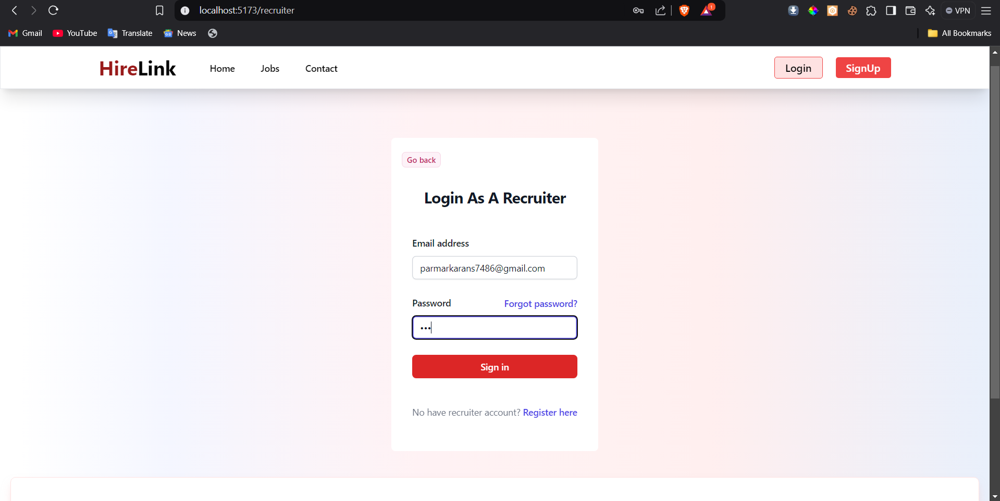 localhost:5173/recruiter
1
VPN
Gmail
YouTube
Translate
News
All Bookmarks
HireLink
Home
Jobs
Contact
Login
SignUp
Go back
Login As A Recruiter
Email address
parmarkarans7486@gmail.com
Password
Forgot password?
•••
Sign in
No have recruiter account? Register here